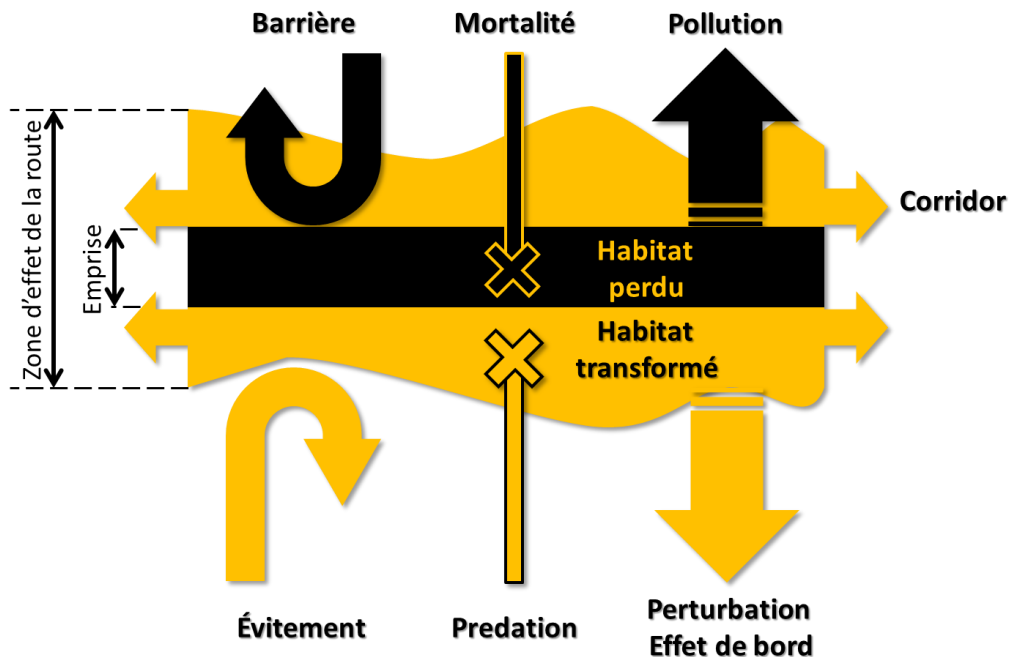 Barrière
Mortalité
Pollution
Zone d'effet de la route
Emprise
Corridor
Habitat
perdu
Habitat
transformé
Évitement
Predation
Perturbation
Effet de bord